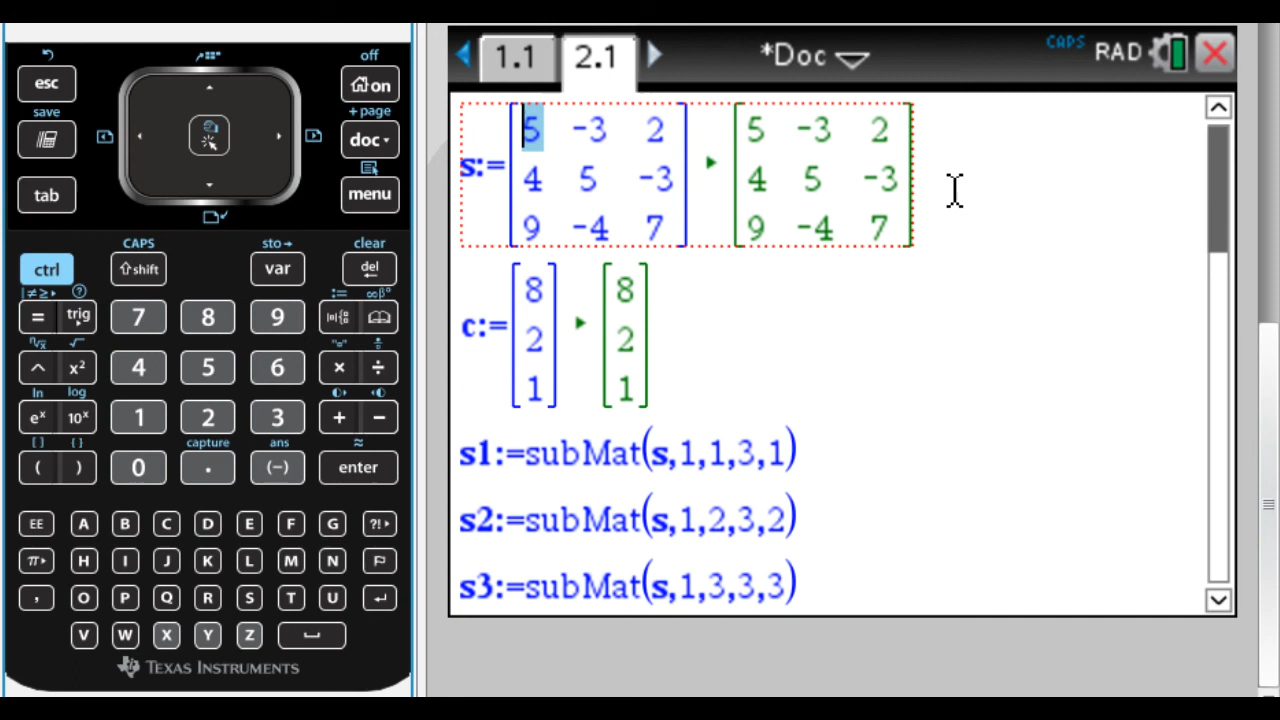 off
esc
on
save
+ page
doc
tab
menu
CAPS
sto→
clear
ctrl
⇧shift
var
del
|≠≥▸
?
:=
∞β°
=
trig
7
8
9
ⁿ√x
√
"="
^
x²
4
5
6
×
÷
ln
log
eˣ
10ˣ
1
2
3
+
−
[ ]
{ }
capture
ans
≈
(
)
0
.
(−)
enter
EE
A
B
C
D
E
F
G
?!▸
π▸
H
I
J
K
L
M
N
,
O
P
Q
R
S
T
U
V
W
X
Y
Z
TEXAS INSTRUMENTS
1.1
2.1
*Doc
CAPS
RAD
5 -3 2
5 -3 2
s:=
4 5 -3
4 5 -3
9 -4 7
9 -4 7
8
8
c:=
2
2
1
1
s1:=subMat(s,1,1,3,1)
s2:=subMat(s,1,2,3,2)
s3:=subMat(s,1,3,3,3)